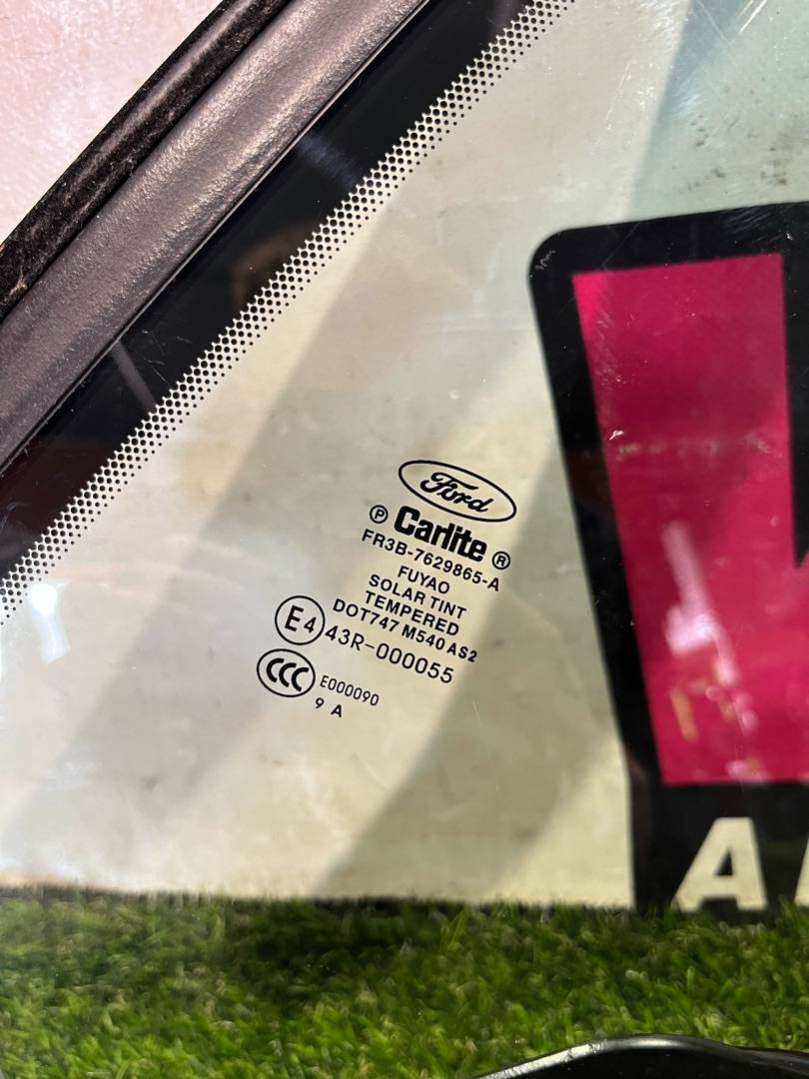 Ford
Ⓟ Carlite ®
FR3B-7629865-A
FUYAO
SOLAR TINT
TEMPERED
DOT747 M540 AS2
E4 43R-000055
CCC E000090
9 A
A